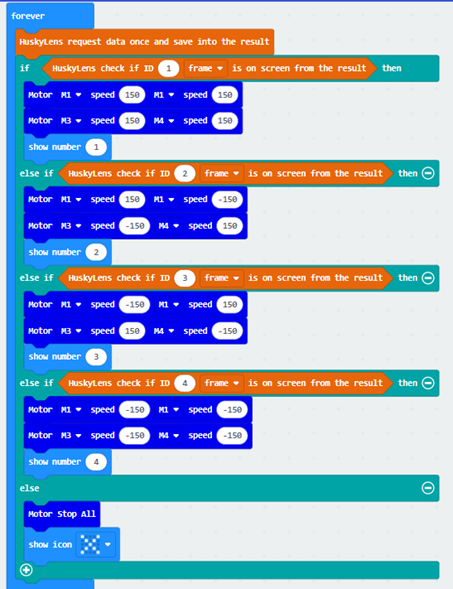 forever
HuskyLens request data once and save into the result
if HuskyLens check if ID 1 frame is on screen from the result then
Motor M1 speed 150 M1 speed 150
Motor M3 speed 150 M4 speed 150
show number 1
else if HuskyLens check if ID 2 frame is on screen from the result then
Motor M1 speed 150 M1 speed -150
Motor M3 speed -150 M4 speed 150
show number 2
else if HuskyLens check if ID 3 frame is on screen from the result then
Motor M1 speed -150 M1 speed 150
Motor M3 speed 150 M4 speed -150
show number 3
else if HuskyLens check if ID 4 frame is on screen from the result then
Motor M1 speed -150 M1 speed -150
Motor M3 speed -150 M4 speed -150
show number 4
else
Motor Stop All
show icon